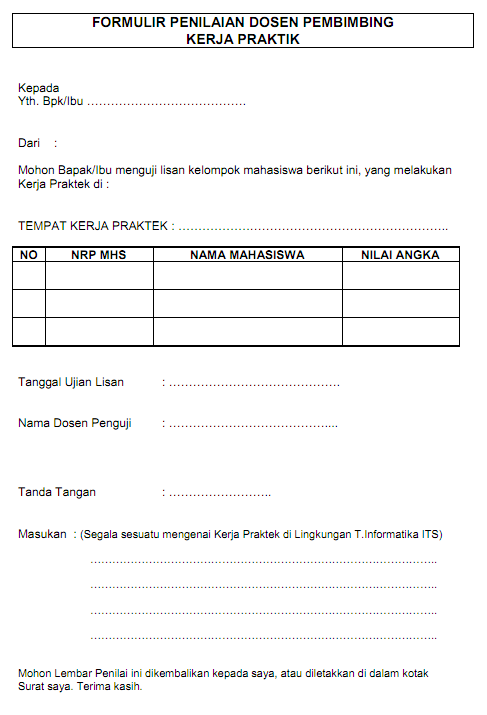 FORMULIR PENILAIAN DOSEN PEMBIMBING
KERJA PRAKTIK
Kepada
Yth. Bpk/Ibu ………………………………….
Dari :
Mohon Bapak/Ibu menguji lisan kelompok mahasiswa berikut ini, yang melakukan
Kerja Praktek di :
TEMPAT KERJA PRAKTEK : …………………………………………………………..
NO NRP MHS NAMA MAHASISWA NILAI ANGKA
Tanggal Ujian Lisan : …………………………………….
Nama Dosen Penguji : …………………………………....
Tanda Tangan : ……………………..
Masukan : (Segala sesuatu mengenai Kerja Praktek di Lingkungan T.Informatika ITS)
……………………………………………………………………………………..
……………………………………………………………………………………..
……………………………………………………………………………………..
……………………………………………………………………………………..
Mohon Lembar Penilai ini dikembalikan kepada saya, atau diletakkan di dalam kotak
Surat saya. Terima kasih.